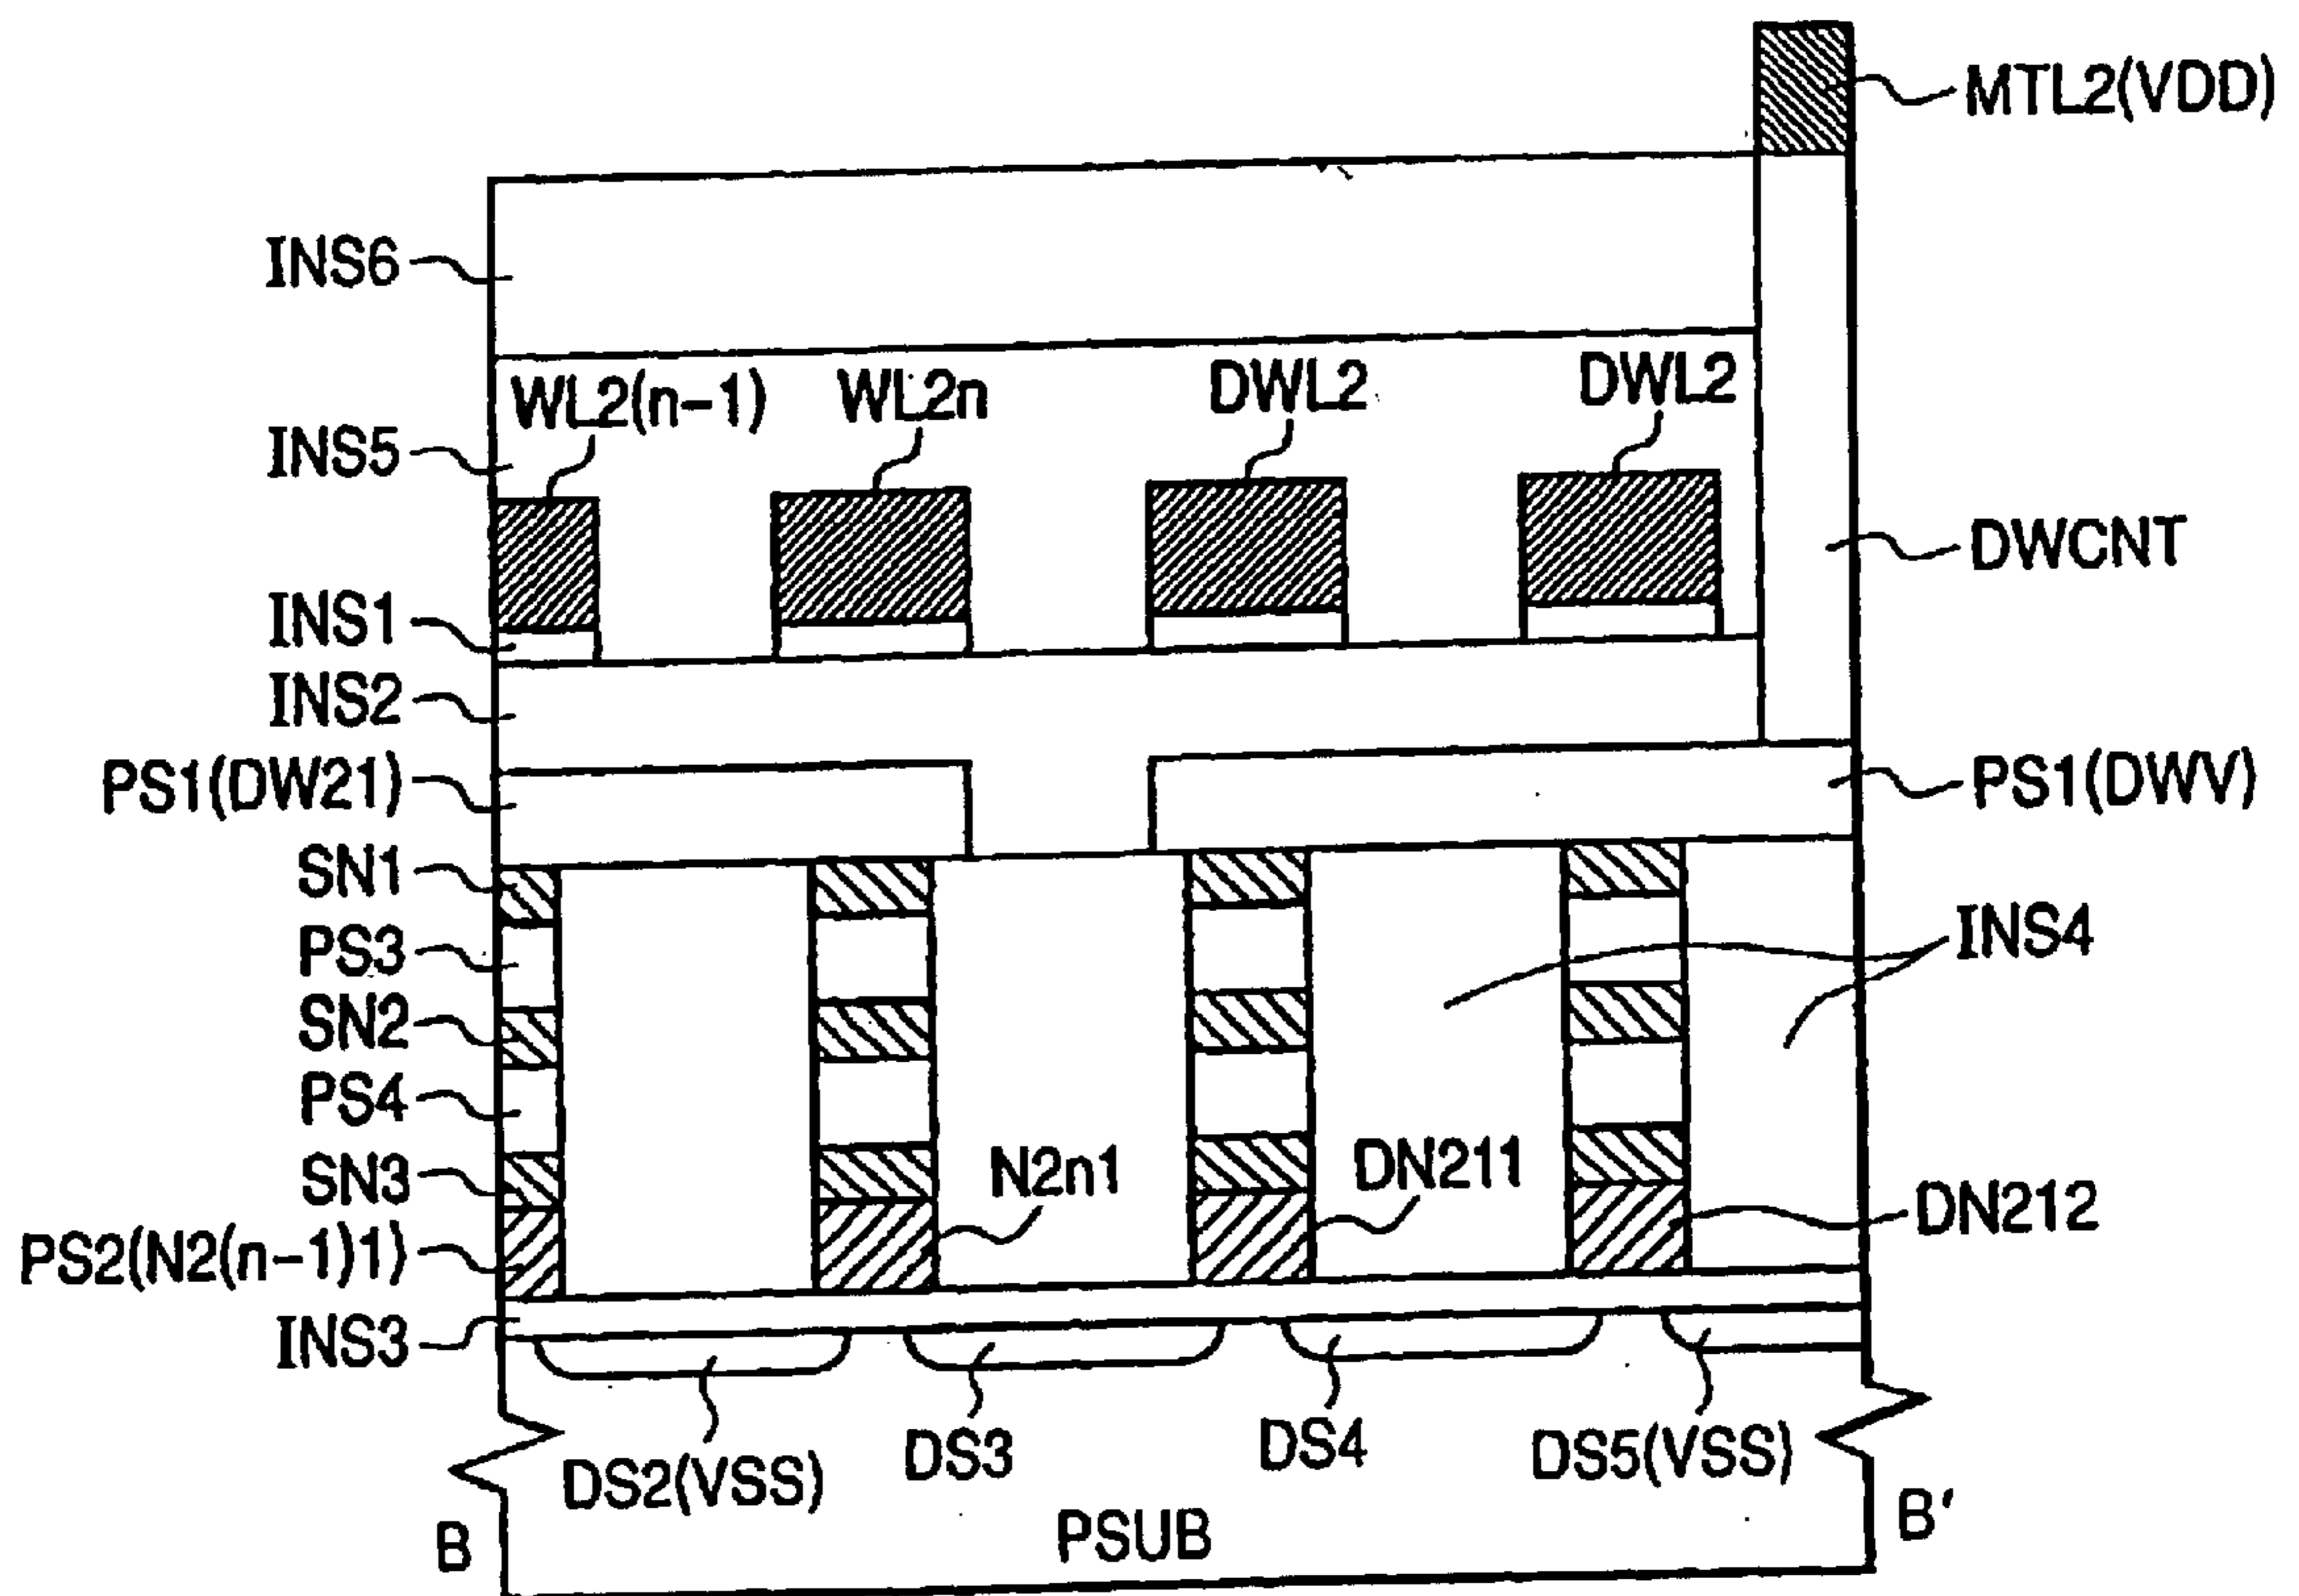 MTL2(VDD)
INS6
WL2(n-1)
WL2n
DWL2
DWL2
INS5
DWCNT
INS1
INS2
PS1(DW21)
PS1(DWV)
SN1
PS3
INS4
SN2
PS4
SN3
N2n1
DN211
DN212
PS2(N2(n-1)1)
INS3
DS2(VSS)
DS3
DS4
DS5(VSS)
B
PSUB
B'